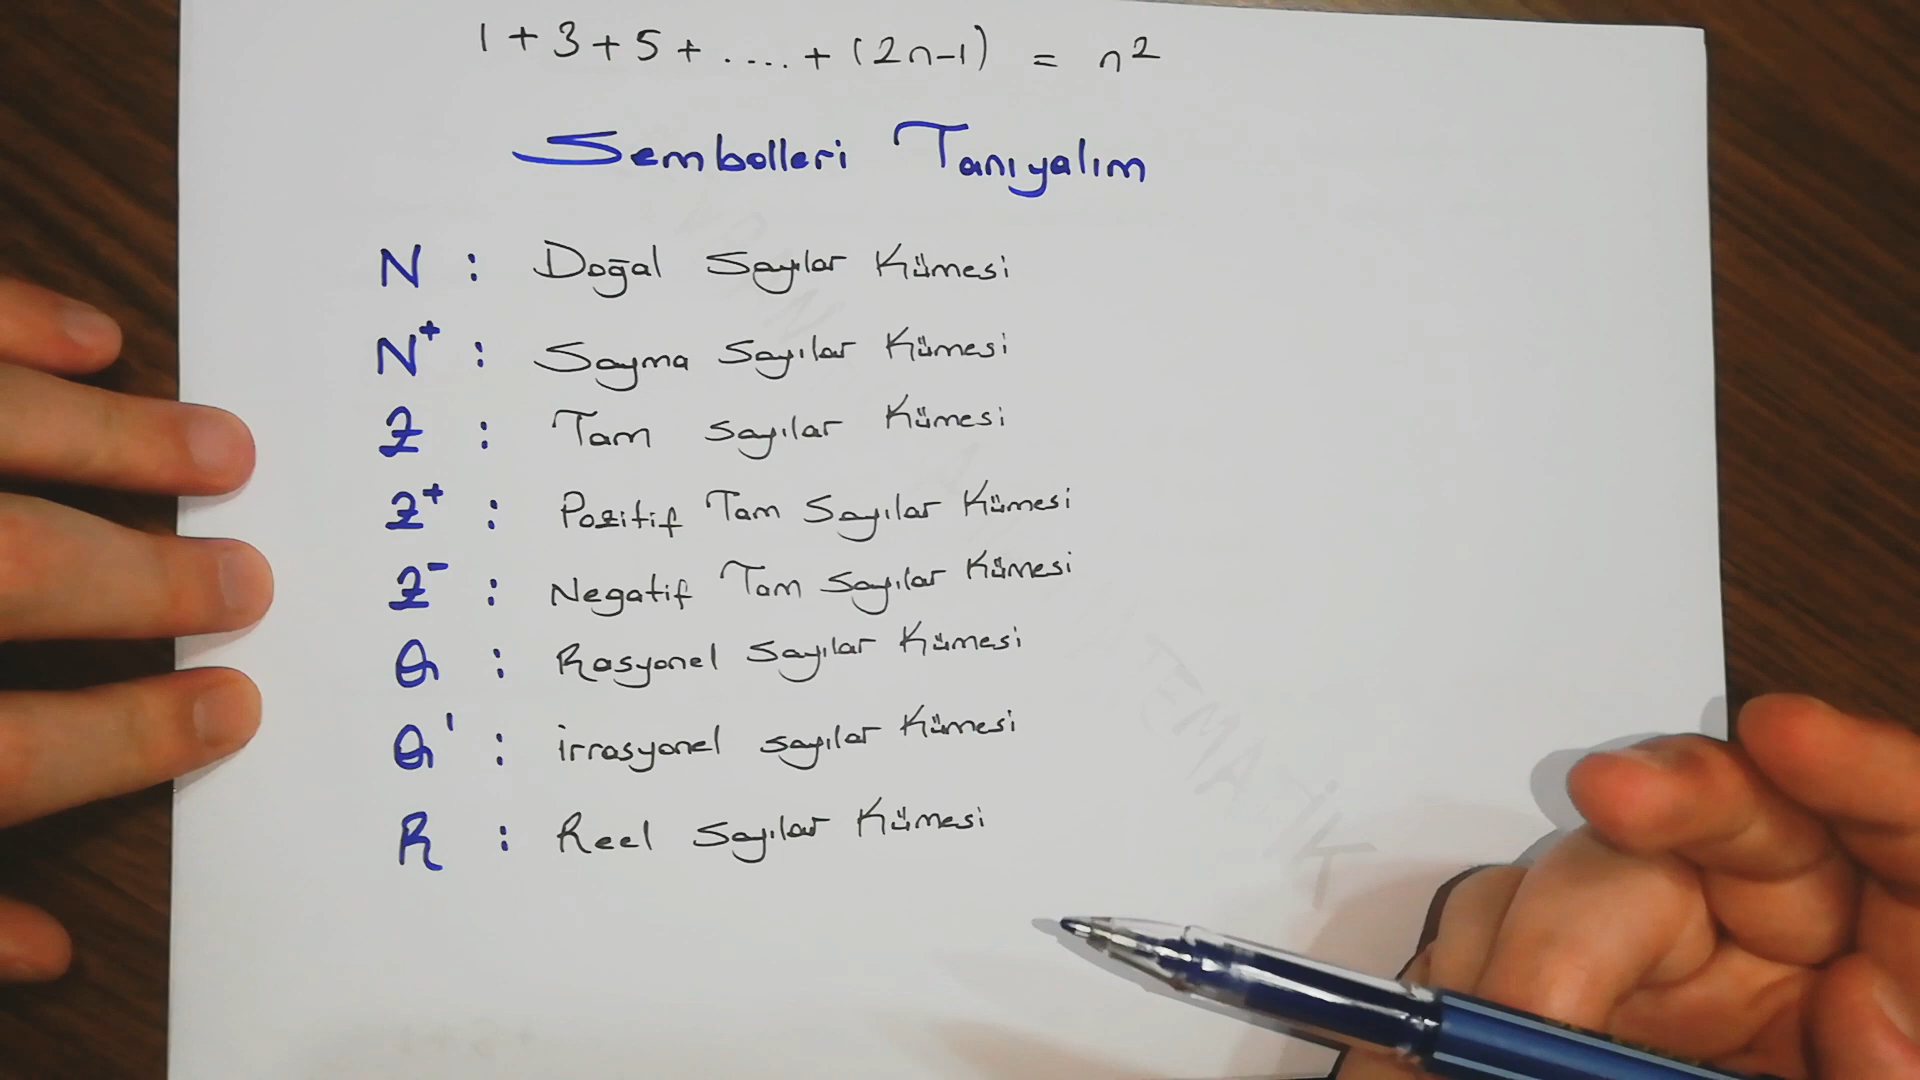 1 + 3 + 5 + .... + (2n-1) = n²
Sembolleri Tanıyalım
N : Doğal Sayılar Kümesi
N⁺ : Sayma Sayılar Kümesi
Z : Tam Sayılar Kümesi
Z⁺ : Pozitif Tam Sayılar Kümesi
Z⁻ : Negatif Tam Sayılar Kümesi
Q : Rasyonel Sayılar Kümesi
Q' : İrrasyonel Sayılar Kümesi
R : Reel Sayılar Kümesi